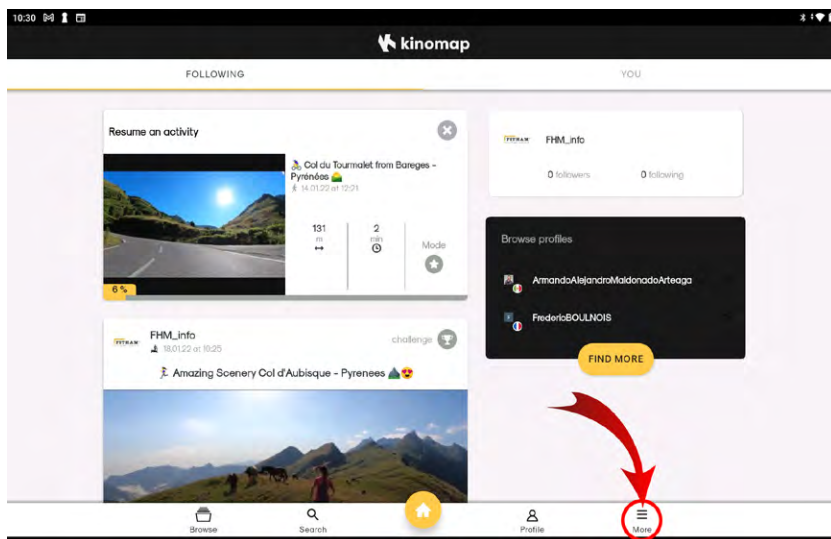 10:30
kinomap
FOLLOWING
YOU
Resume an activity
Col du Tourmalet from Bareges -
Pyrénées
14.01.22 at 12:21
131
m
2
min
Mode
6 %
FHM_info
18.01.22 at 10:25
challenge
Amazing Scenery Col d'Aubisque - Pyrenees
FHM_info
0 followers
0 following
Browse profiles
ArmandoAlejandroMaldonadoArteaga
FredericBOULNOIS
FIND MORE
Browse
Search
Profile
More